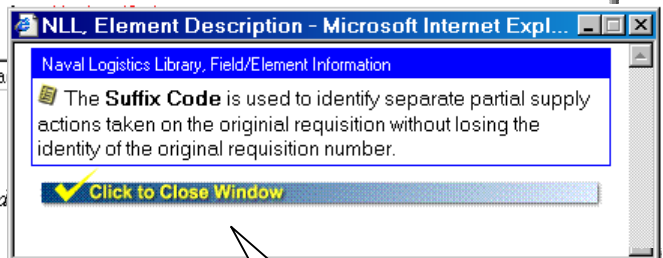 NLL, Element Description - Microsoft Internet Expl...
Naval Logistics Library, Field/Element Information
The Suffix Code is used to identify separate partial supply
actions taken on the originial requisition without losing the
identity of the original requisition number.
Click to Close Window